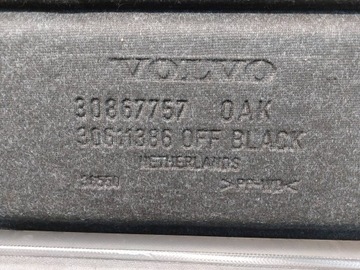 VOLVO
30867757 OAK
30611386 OFF BLACK
NETHERLANDS